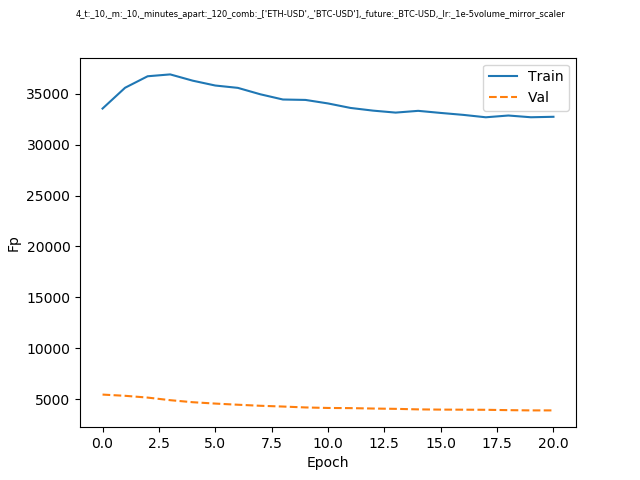 4_t:_10,_m:_10,_minutes_apart:_120_comb:_['ETH-USD',_'BTC-USD'],_future:_BTC-USD,_lr:_1e-5volume_mirror_scaler
Train
Val
35000
30000
25000
20000
15000
10000
5000
Fp
0.0 2.5 5.0 7.5 10.0 12.5 15.0 17.5 20.0
Epoch